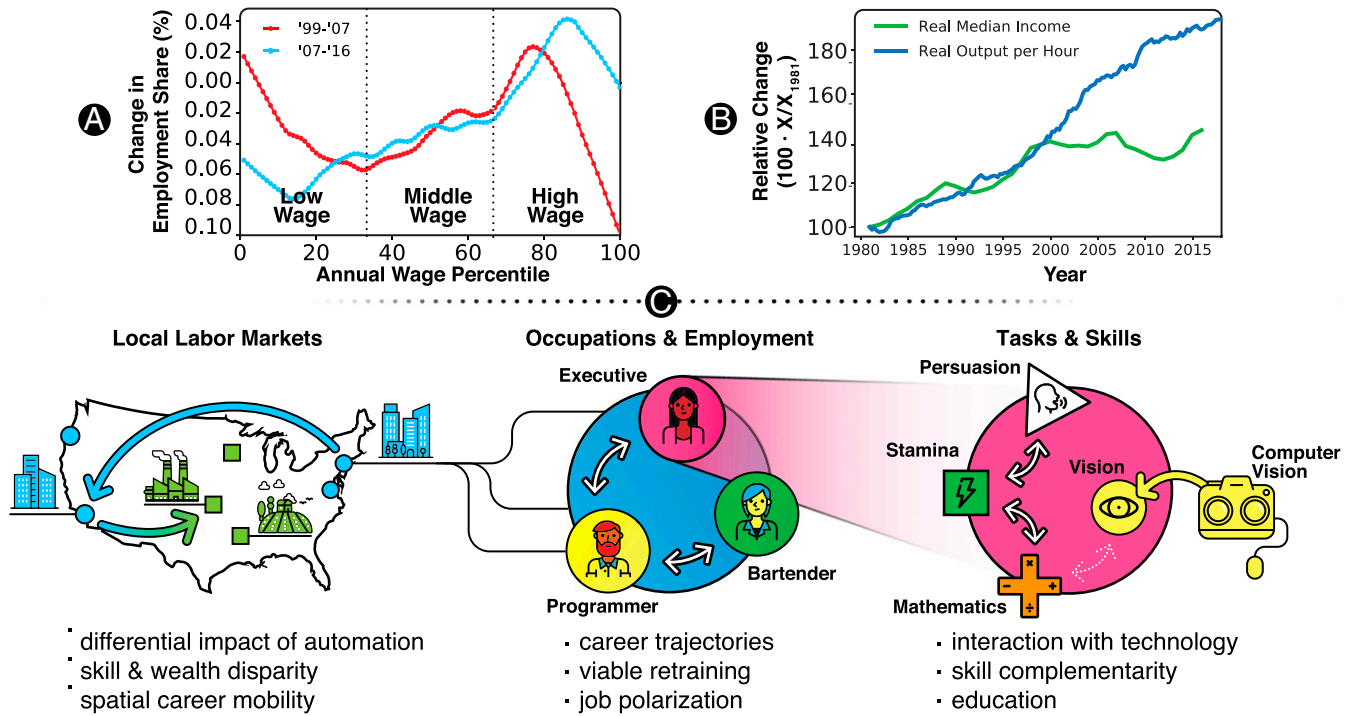 A
Change in
Employment Share (%)
0.04
0.02
0.00
0.02
0.04
0.06
0.08
0.10
'99-'07
'07-'16
Low
Wage
Middle
Wage
High
Wage
0 20 40 60 80 100
Annual Wage Percentile
B
Relative Change
(100 · X/X1981)
180
160
140
120
100
Real Median Income
Real Output per Hour
1980 1985 1990 1995 2000 2005 2010 2015
Year
C
Local Labor Markets
· differential impact of automation
· skill & wealth disparity
· spatial career mobility
Occupations & Employment
Executive
Bartender
Programmer
· career trajectories
· viable retraining
· job polarization
Tasks & Skills
Persuasion
Stamina
Vision
Computer
Vision
Mathematics
· interaction with technology
· skill complementarity
· education